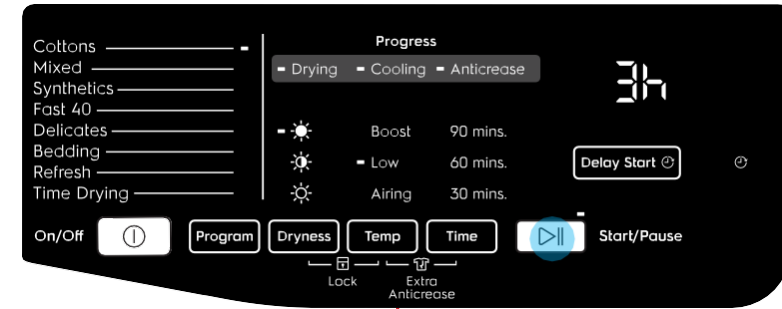 Cottons
Mixed
Synthetics
Fast 40
Delicates
Bedding
Refresh
Time Drying
Progress
Drying Cooling Anticrease
3h
Boost 90 mins.
Low 60 mins.
Airing 30 mins.
Delay Start
On/Off Program Dryness Temp Time Start/Pause
Lock
Extra
Anticrease